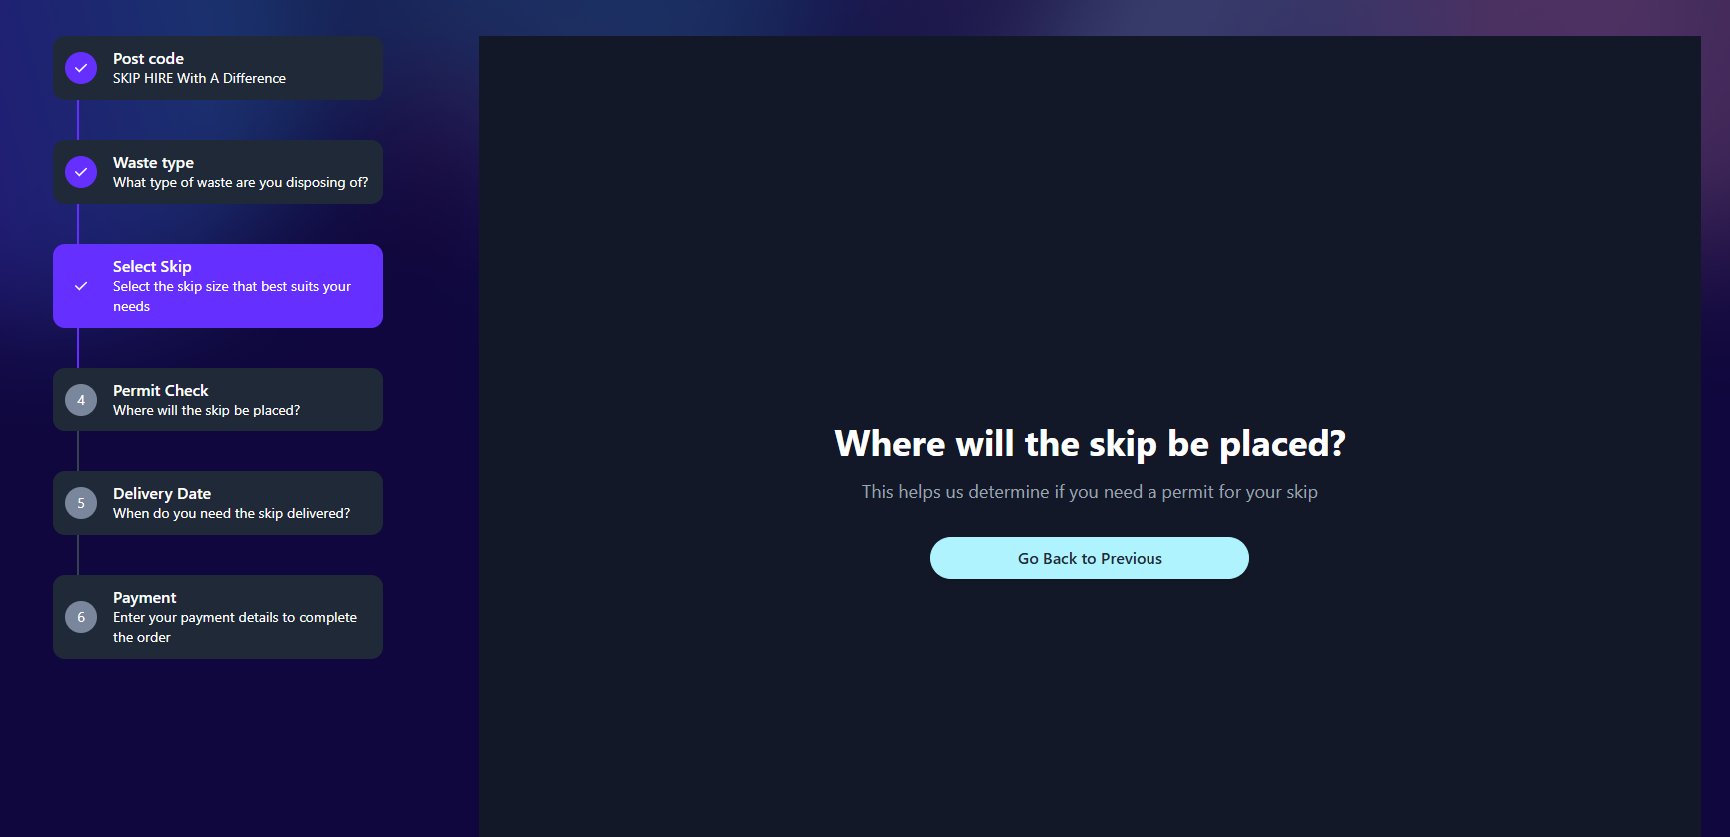 Post code
SKIP HIRE With A Difference
Waste type
What type of waste are you disposing of?
Select Skip
Select the skip size that best suits your
needs
4
Permit Check
Where will the skip be placed?
5
Delivery Date
When do you need the skip delivered?
6
Payment
Enter your payment details to complete
the order
Where will the skip be placed?
This helps us determine if you need a permit for your skip
Go Back to Previous